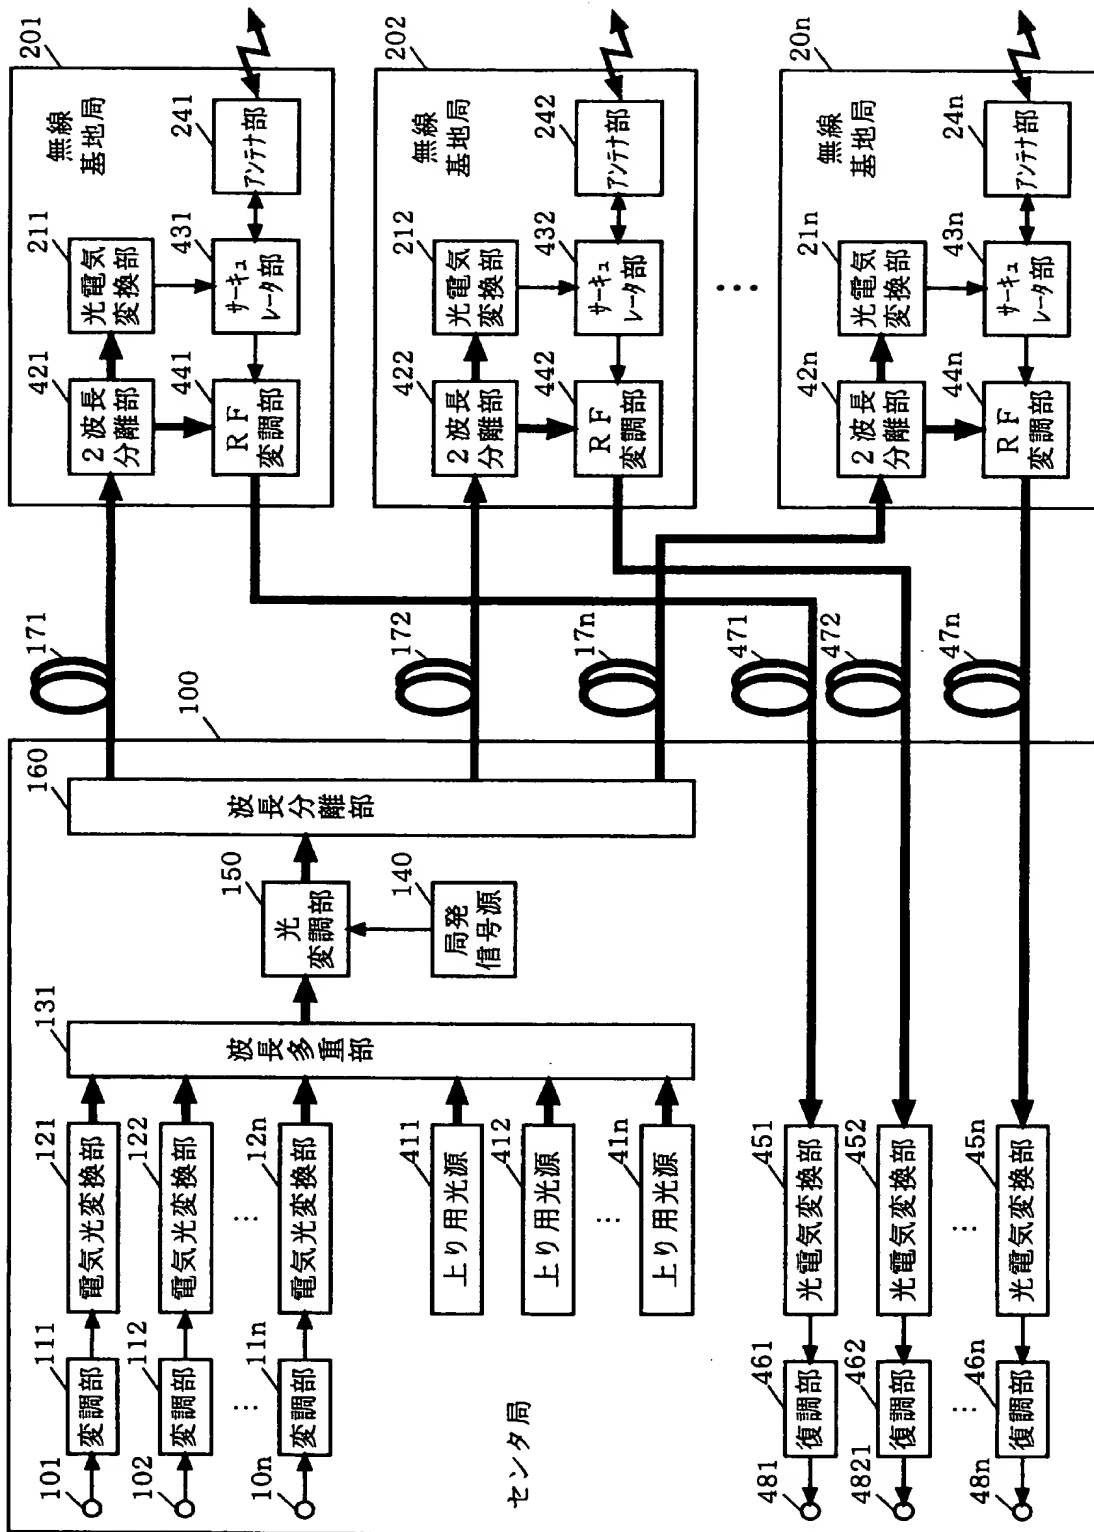 センタ局
100
101
111
変調部
121
電気光変換部
102
112
変調部
122
電気光変換部
⋮
⋮
10n
11n
変調部
12n
電気光変換部
411
上り用光源
412
上り用光源
⋮
41n
上り用光源
131
波長多重部
150
光
変調部
140
局発
信号源
160
波長分離部
171
172
17n
471
472
47n
451
光電気変換部
461
復調部
481
452
光電気変換部
462
復調部
4821
⋮
⋮
45n
光電気変換部
46n
復調部
48n
201
無線
基地局
421
2波長
分離部
211
光電気
変換部
441
RF
変調部
431
サーキュ
レータ部
241
アンテナ部
202
無線
基地局
422
2波長
分離部
212
光電気
変換部
442
RF
変調部
432
サーキュ
レータ部
242
アンテナ部
⋮
20n
無線
基地局
42n
2波長
分離部
21n
光電気
変換部
44n
RF
変調部
43n
サーキュ
レータ部
24n
アンテナ部